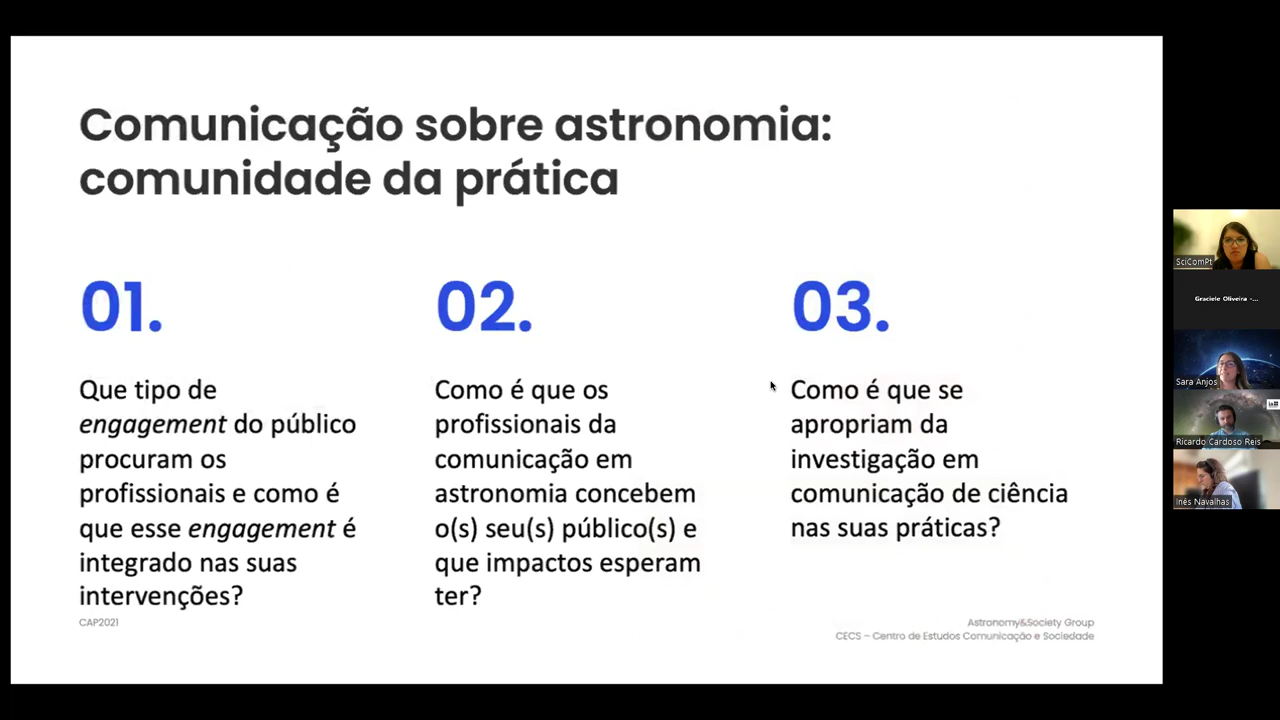 Comunicação sobre astronomia:
comunidade da prática
01.
Que tipo de
engagement do público
procuram os
profissionais e como é
que esse engagement é
integrado nas suas
intervenções?
02.
Como é que os
profissionais da
comunicação em
astronomia concebem
o(s) seu(s) público(s) e
que impactos esperam
ter?
03.
Como é que se
apropriam da
investigação em
comunicação de ciência
nas suas práticas?
CAP2021
Astronomy&Society Group
CECS – Centro de Estudos Comunicação e Sociedade
SciComPt
Graciele Oliveira -...
Sara Anjos
Ricardo Cardoso Reis
Inês Navalhas